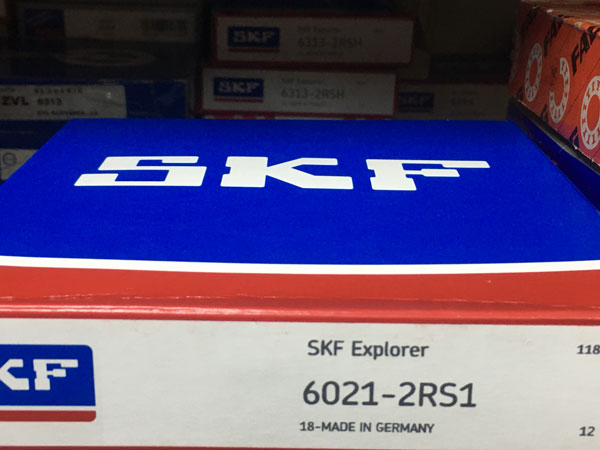 SKF
6313-2RSH
SKF
SKF Explorer
6313-2RSH
ZVL
6313
FAG
SKF
SKF
SKF Explorer
118
6021-2RS1
18-MADE IN GERMANY
12